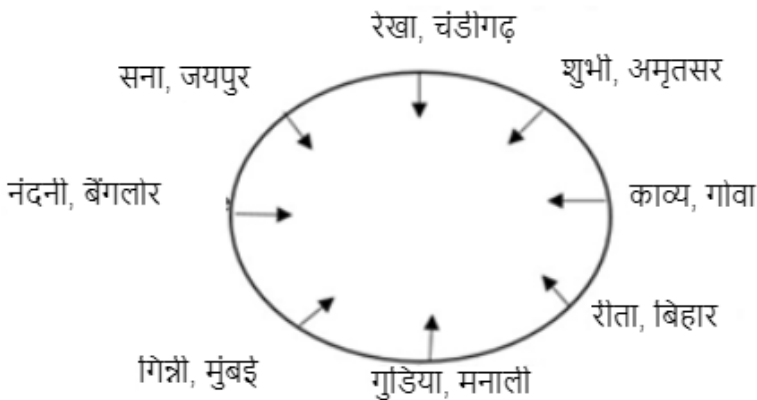 रेखा, चंडीगढ़
सना, जयपुर
शुभी, अमृतसर
नंदनी, बैंगलोर
काव्य, गोवा
रीता, बिहार
गिन्नी, मुंबई
गुडिया, मनाली